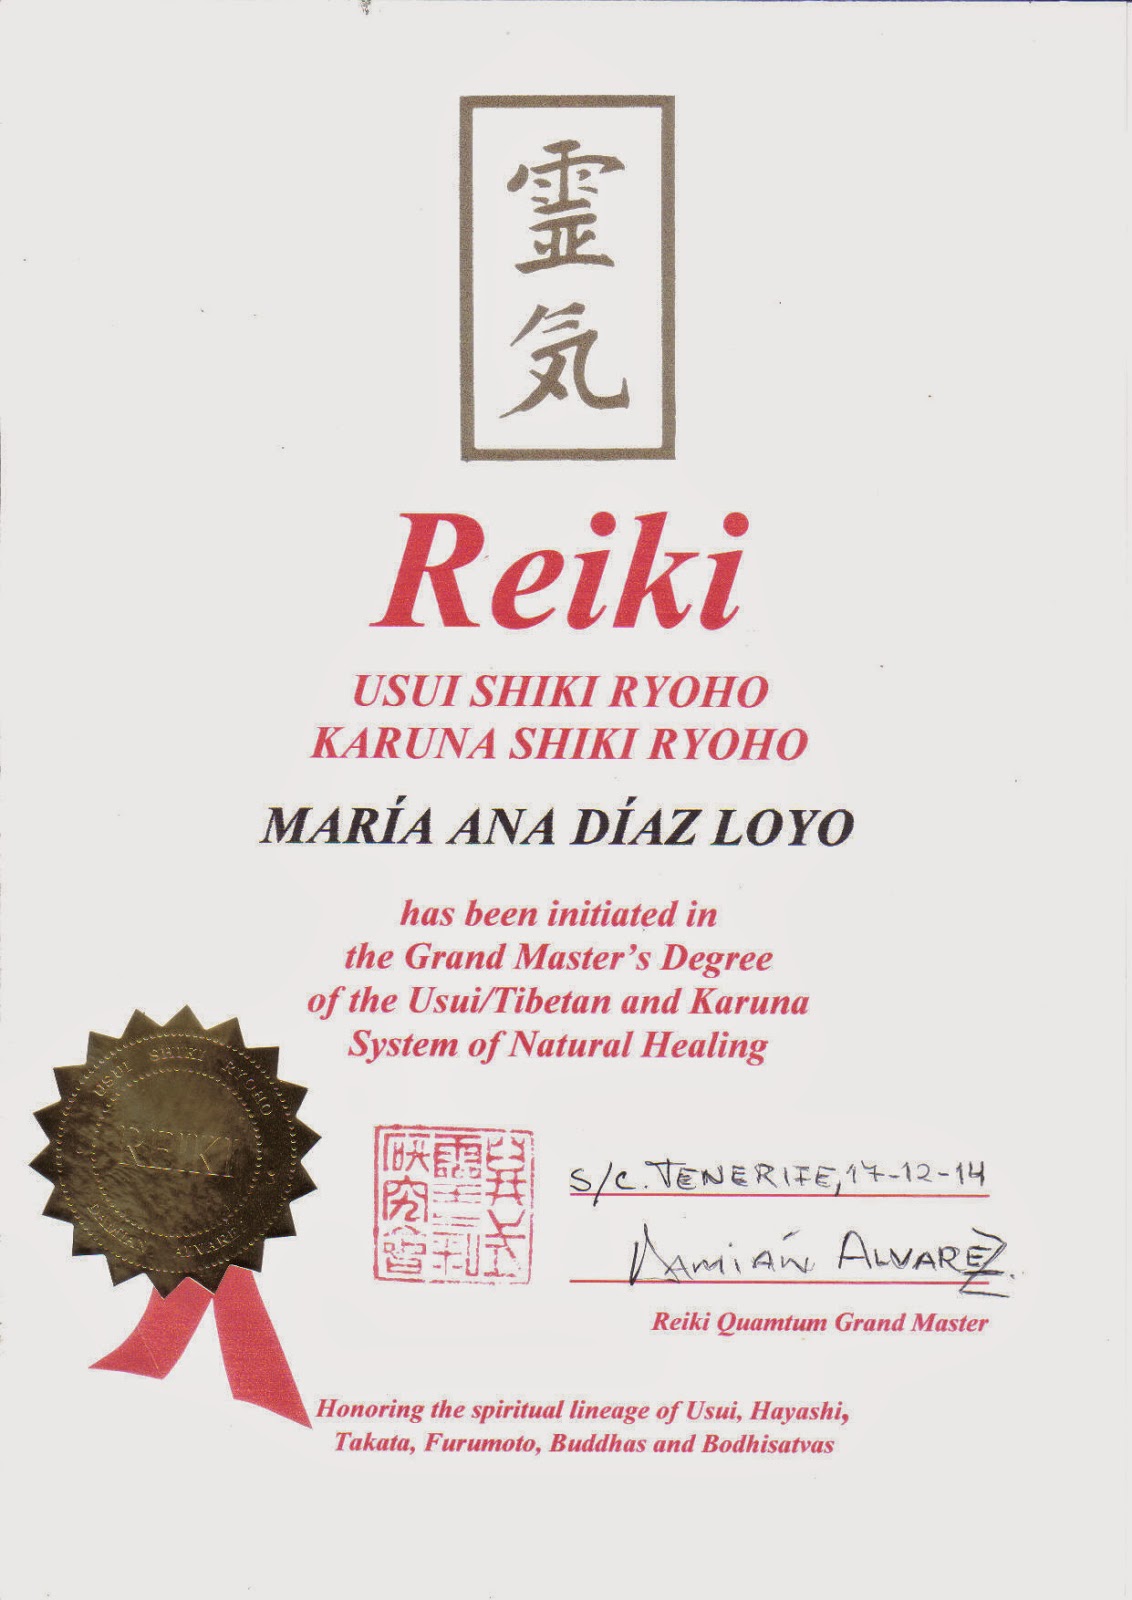 霊
気
Reiki
USUI SHIKI RYOHO
KARUNA SHIKI RYOHO
MARÍA ANA DÍAZ LOYO
has been initiated in
the Grand Master's Degree
of the Usui/Tibetan and Karuna
System of Natural Healing
USUI SHIKI RYOHO
REIKI
DAMIÁN ALVAREZ
S/C. TENERIFE, 17-12-14
DAMIÁN ALVAREZ
Reiki Quamtum Grand Master
Honoring the spiritual lineage of Usui, Hayashi,
Takata, Furumoto, Buddhas and Bodhisatvas